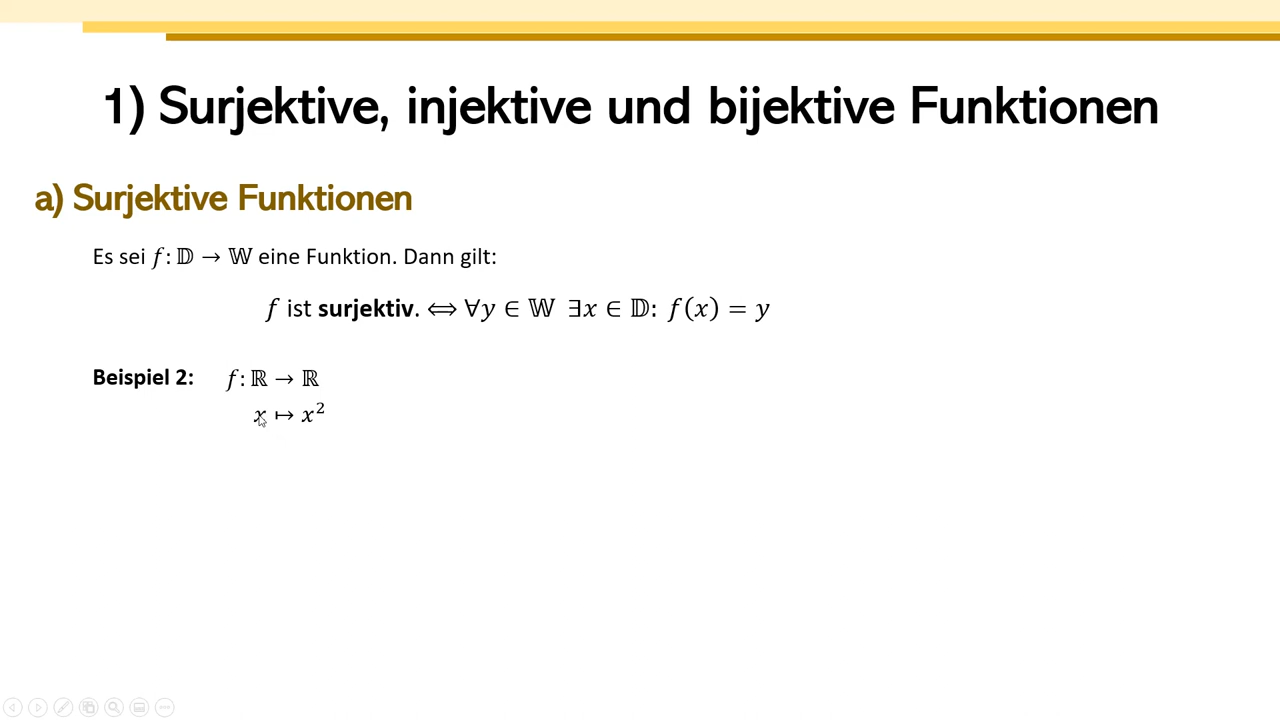 1) Surjektive, injektive und bijektive Funktionen
a) Surjektive Funktionen
Es sei 𝑓: 𝔻 → 𝕎 eine Funktion. Dann gilt:
𝑓 ist surjektiv. ⟺ ∀𝑦 ∈ 𝕎 ∃𝑥 ∈ 𝔻: 𝑓(𝑥) = 𝑦
Beispiel 2: 𝑓: ℝ → ℝ
𝑥 ↦ 𝑥²